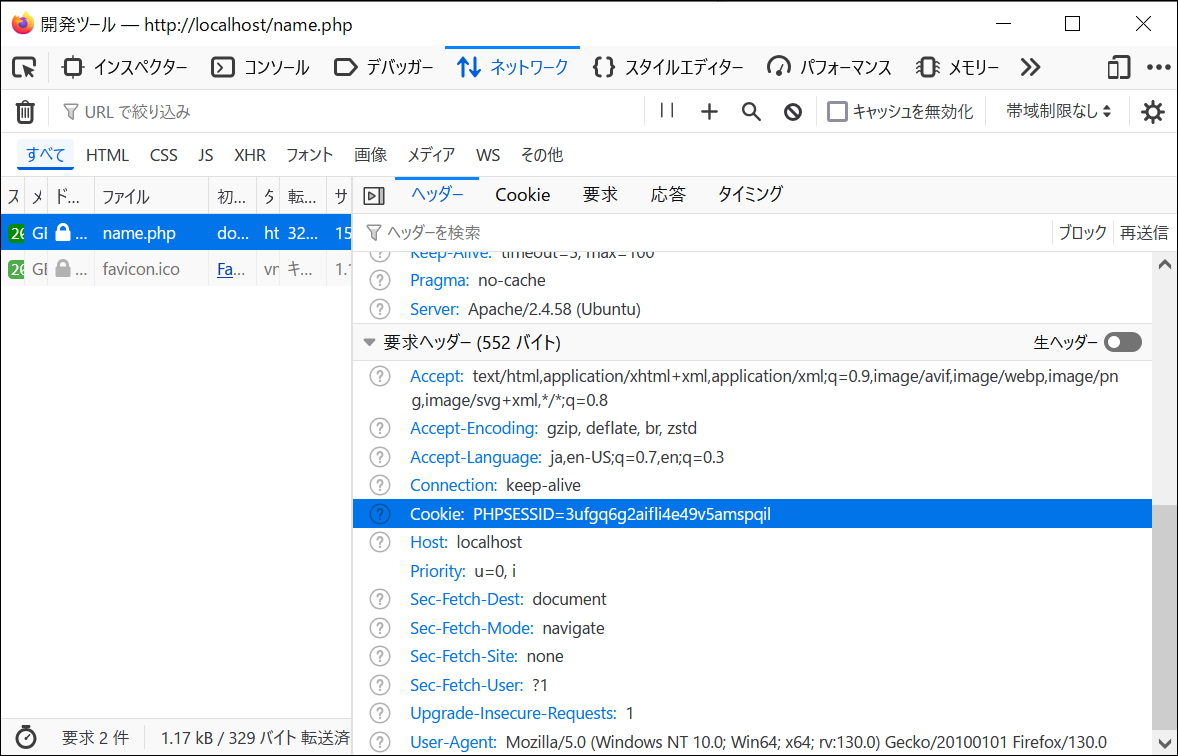 開発ツール — http://localhost/name.php
インスペクター コンソール デバッガー ネットワーク スタイルエディター パフォーマンス メモリー
URL で絞り込み キャッシュを無効化 帯域制限なし
すべて HTML CSS JS XHR フォント 画像 メディア WS その他
ス メ ド... ファイル 初... タ 転... サ
ヘッダー Cookie 要求 応答 タイミング
name.php do... ht 32... 15
favicon.ico Fa... vn キ... 1.1
ヘッダーを検索 ブロック 再送信
Keep-Alive: timeout=5, max=100
Pragma: no-cache
Server: Apache/2.4.58 (Ubuntu)
要求ヘッダー (552 バイト) 生ヘッダー
Accept: text/html,application/xhtml+xml,application/xml;q=0.9,image/avif,image/webp,image/pn
g,image/svg+xml,*/*;q=0.8
Accept-Encoding: gzip, deflate, br, zstd
Accept-Language: ja,en-US;q=0.7,en;q=0.3
Connection: keep-alive
Cookie: PHPSESSID=3ufgq6g2aifli4e49v5amspqil
Host: localhost
Priority: u=0, i
Sec-Fetch-Dest: document
Sec-Fetch-Mode: navigate
Sec-Fetch-Site: none
Sec-Fetch-User: ?1
Upgrade-Insecure-Requests: 1
User-Agent: Mozilla/5.0 (Windows NT 10.0; Win64; x64; rv:130.0) Gecko/20100101 Firefox/130.0
要求 2 件 1.17 kB / 329 バイト 転送済